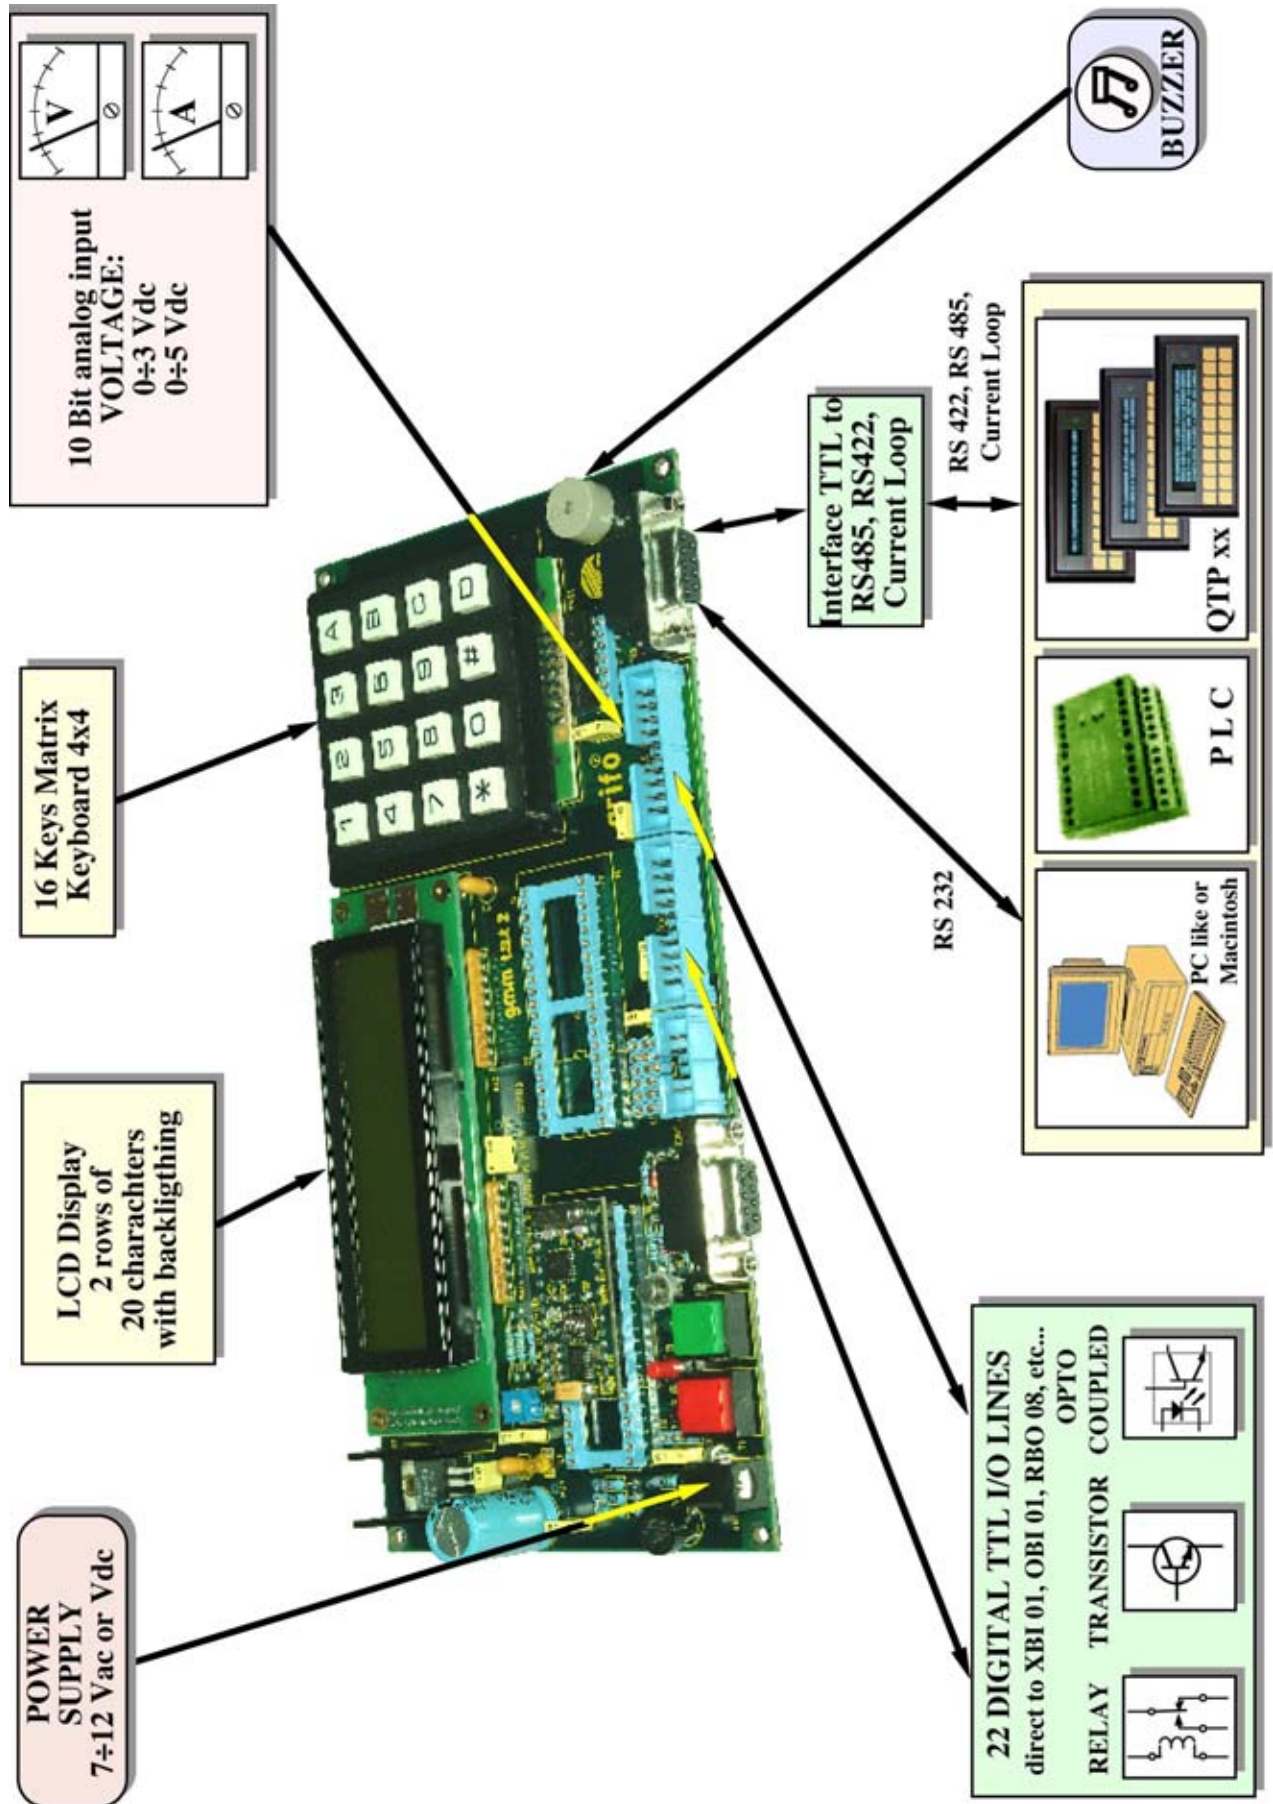 POWER
SUPPLY
7÷12 Vac or Vdc
LCD Display
2 rows of
20 charachters
with backligthing
16 Keys Matrix
Keyboard 4x4
10 Bit analog input
VOLTAGE:
0÷3 Vdc
0÷5 Vdc
V
A
1
2
3
A
4
5
6
B
7
8
9
C
*
0
#
D
gmm tst 2
grifo®
BUZZER
Interface TTL to
RS485, RS422,
Current Loop
RS 422, RS 485,
Current Loop
RS 232
22 DIGITAL TTL I/O LINES
direct to XBI 01, OBI 01, RBO 08, etc...
RELAY
TRANSISTOR
OPTO
COUPLED
PC like or
Macintosh
P L C
QTP xx